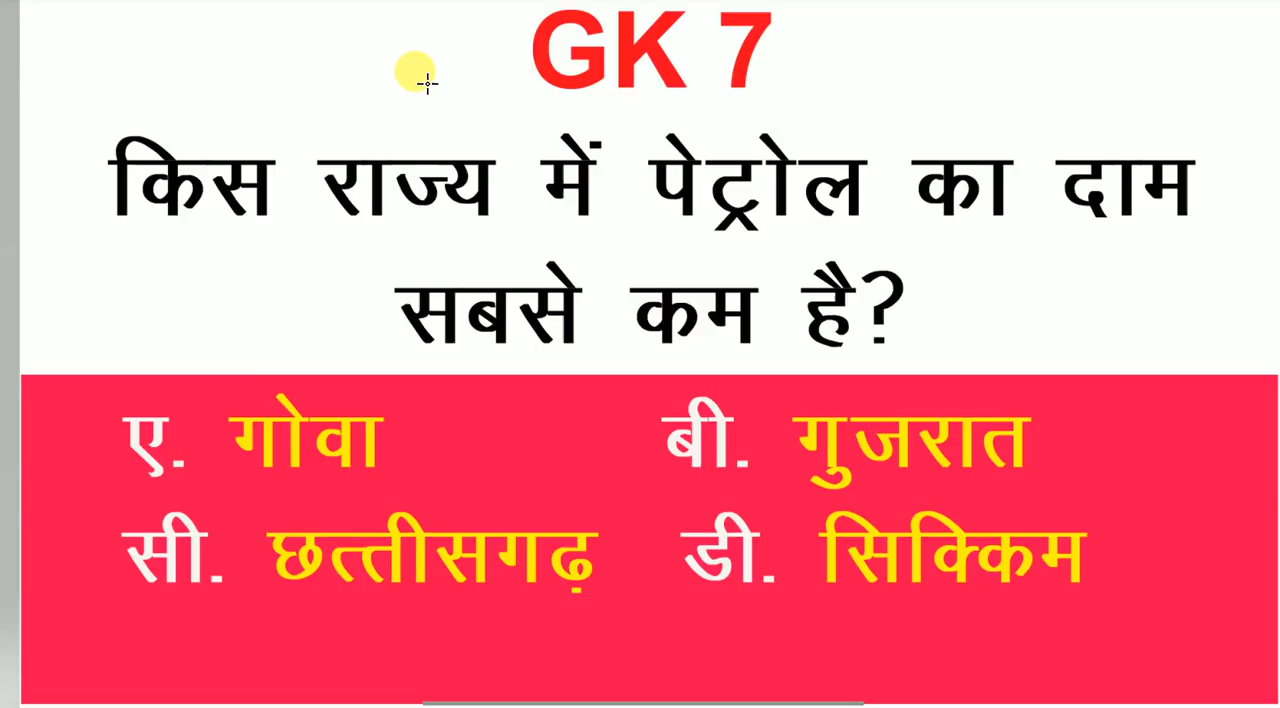 GK 7
किस राज्य में पेट्रोल का दाम
सबसे कम है?
ए. गोवा बी. गुजरात
सी. छत्तीसगढ़ डी. सिक्किम